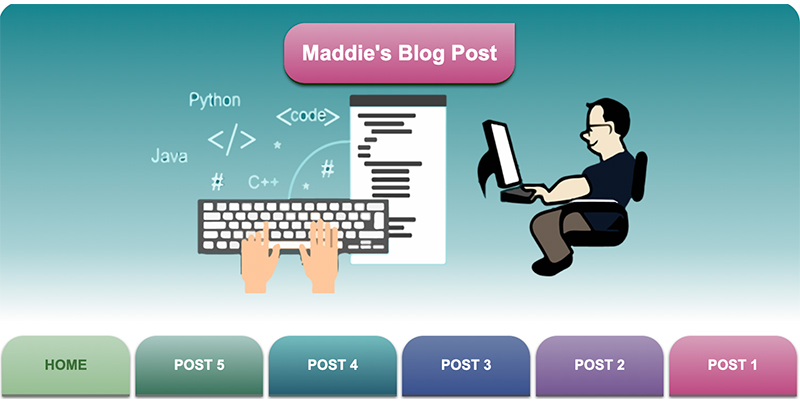 Maddie's Blog Post
Python
<code>
</>
Java
#
C++
#
HOME
POST 5
POST 4
POST 3
POST 2
POST 1